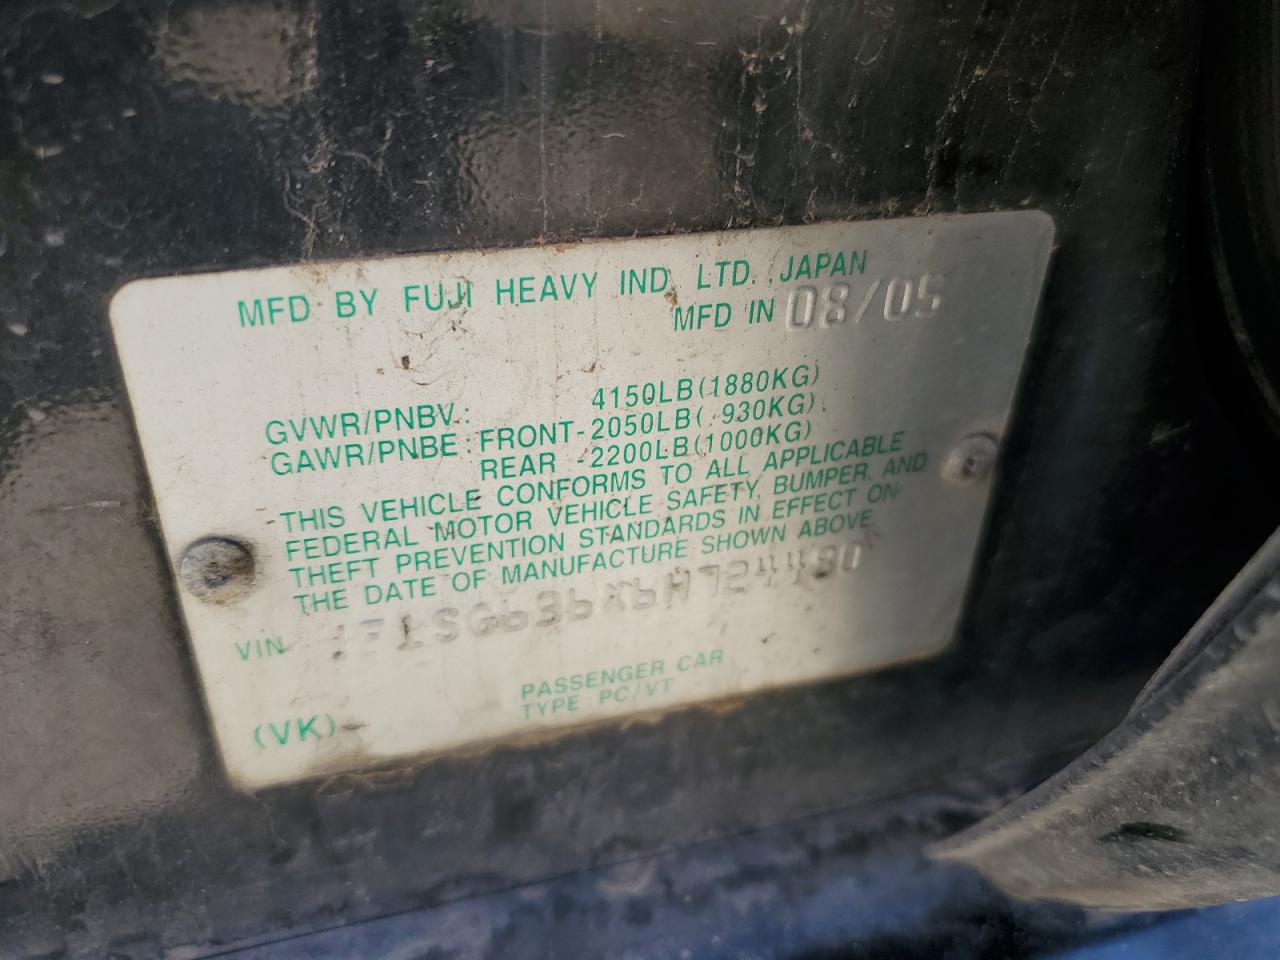 MFD BY FUJI HEAVY IND. LTD. JAPAN
MFD IN 08/05
GVWR/PNBV: 4150LB(1880KG)
GAWR/PNBE:FRONT-2050LB( 930KG)
REAR -2200LB(1000KG)
THIS VEHICLE CONFORMS TO ALL APPLICABLE
FEDERAL MOTOR VEHICLE SAFETY, BUMPER, AND
THEFT PREVENTION STANDARDS IN EFFECT ON
THE DATE OF MANUFACTURE SHOWN ABOVE.
VIN
PASSENGER CAR
TYPE PC/VT
(VK)